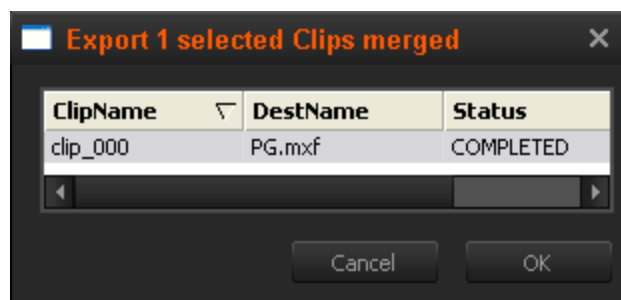 Export 1 selected Clips merged
ClipName DestName Status
clip_000 PG.mxf COMPLETED
Cancel OK